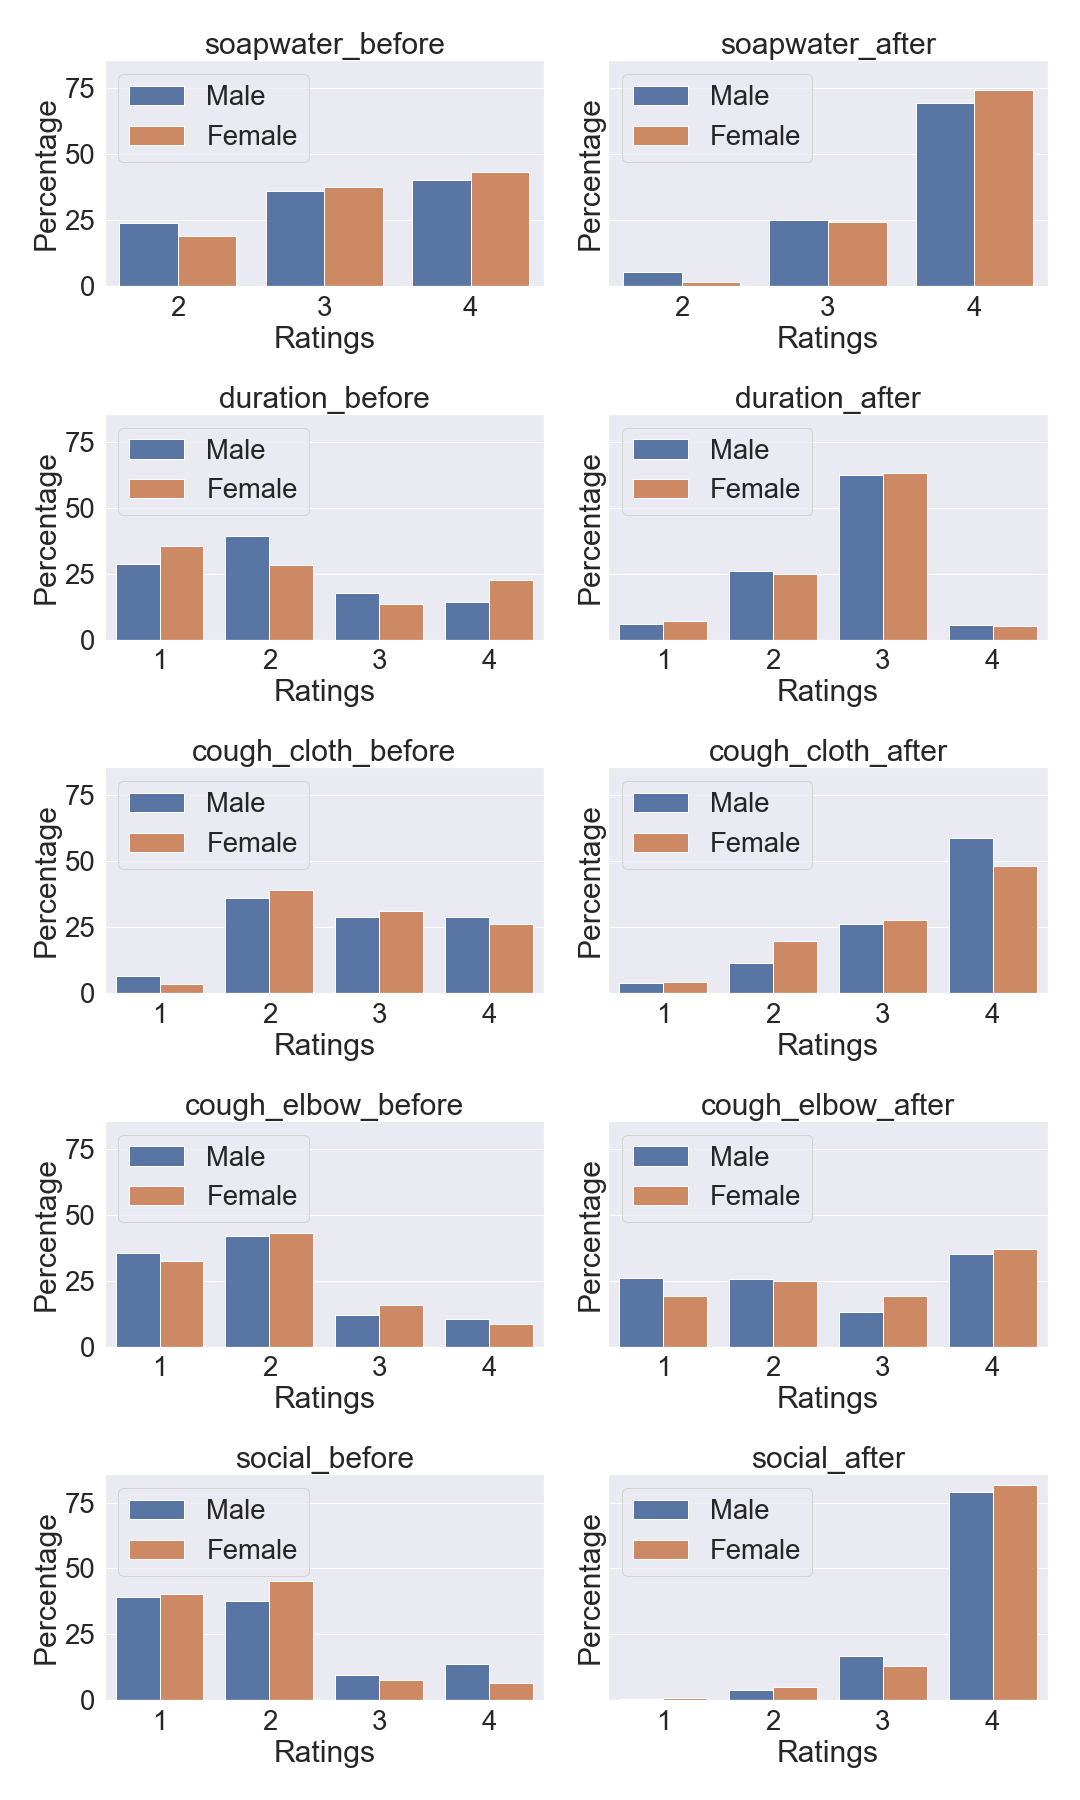 soapwater_before
75
50
25
0
Percentage
Male
Female
2 3 4
Ratings
soapwater_after
Percentage
Male
Female
2 3 4
Ratings
duration_before
75
50
25
0
Percentage
Male
Female
1 2 3 4
Ratings
duration_after
Percentage
Male
Female
1 2 3 4
Ratings
cough_cloth_before
75
50
25
0
Percentage
Male
Female
1 2 3 4
Ratings
cough_cloth_after
Percentage
Male
Female
1 2 3 4
Ratings
cough_elbow_before
75
50
25
0
Percentage
Male
Female
1 2 3 4
Ratings
cough_elbow_after
Percentage
Male
Female
1 2 3 4
Ratings
social_before
75
50
25
0
Percentage
Male
Female
1 2 3 4
Ratings
social_after
Percentage
Male
Female
1 2 3 4
Ratings